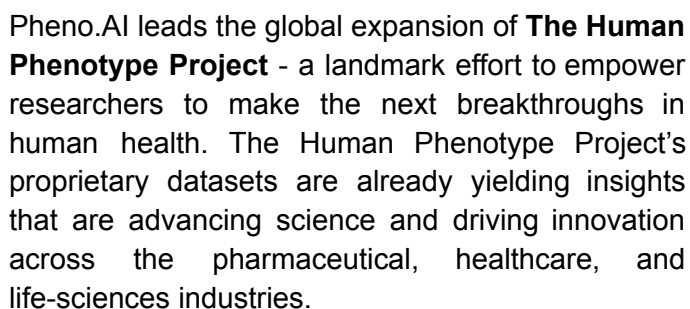 Pheno.AI leads the global expansion of The Human
Phenotype Project - a landmark effort to empower
researchers to make the next breakthroughs in
human health. The Human Phenotype Project’s
proprietary datasets are already yielding insights
that are advancing science and driving innovation
across the pharmaceutical, healthcare, and
life-sciences industries.